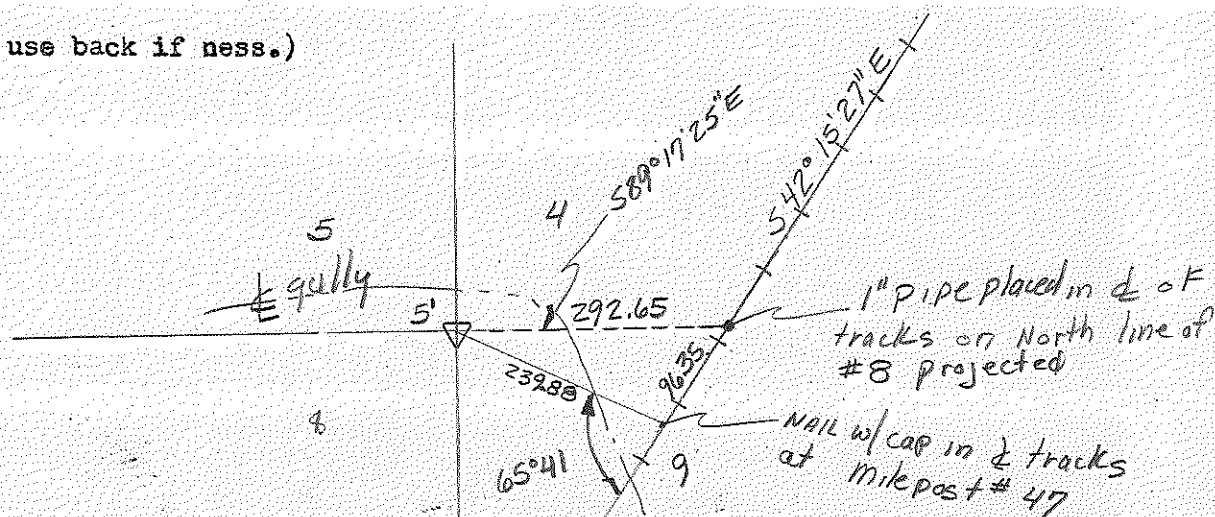 use back if ness.)
S89°17'25"E
S42°15'27"E
4
5
℄ gully
5'
292.65
1" pipe placed in ℄ of
tracks on North line of
#8 projected
96.35
239.88
8
NAIL w/cap in ℄ tracks
at Milepost # 47
65°41
9